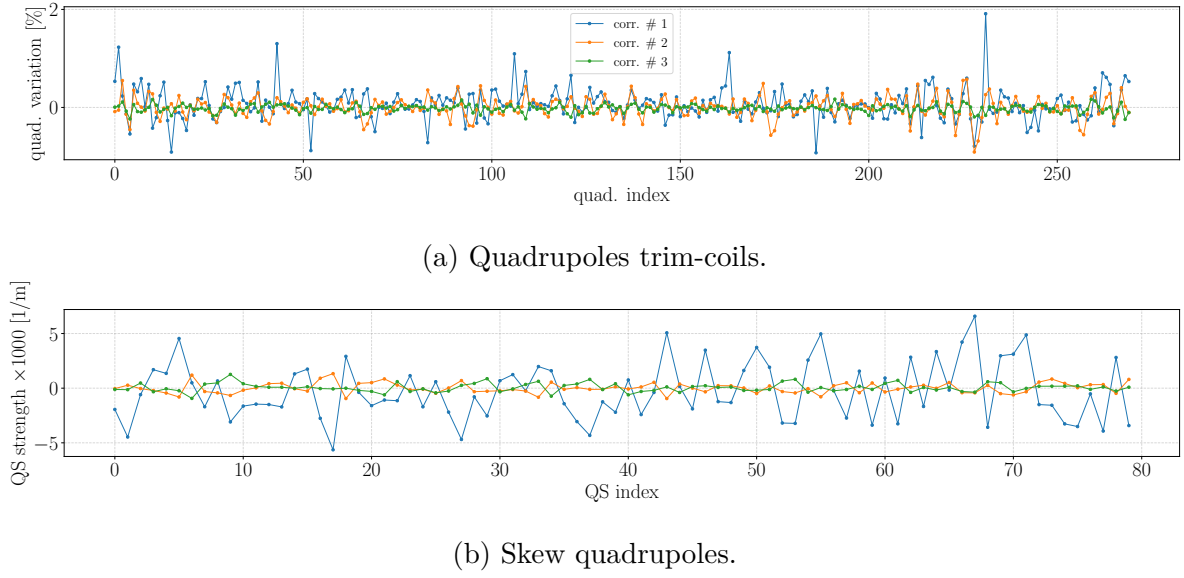 quad. variation [%]
2
0
corr. # 1
corr. # 2
corr. # 3
0 50 100 150 200 250
quad. index
(a) Quadrupoles trim-coils.
QS strength ×1000 [1/m]
5
0
−5
0 10 20 30 40 50 60 70 80
QS index
(b) Skew quadrupoles.